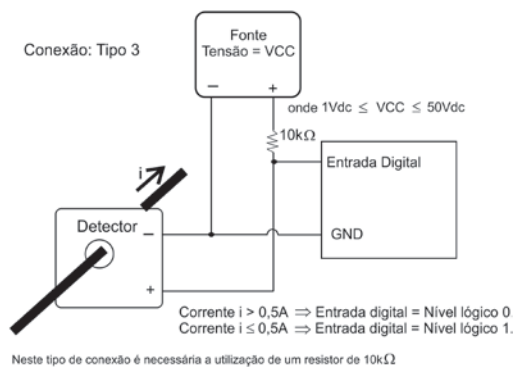 Conexão: Tipo 3
Fonte
Tensão = VCC
− +
onde 1Vdc ≤ VCC ≤ 50Vdc
10kΩ
Entrada Digital
i
Detector −
GND
+
Corrente i > 0,5A ⇒ Entrada digital = Nível lógico 0.
Corrente i ≤ 0,5A ⇒ Entrada digital = Nível lógico 1.
Neste tipo de conexão é necessária a utilização de um resistor de 10kΩ